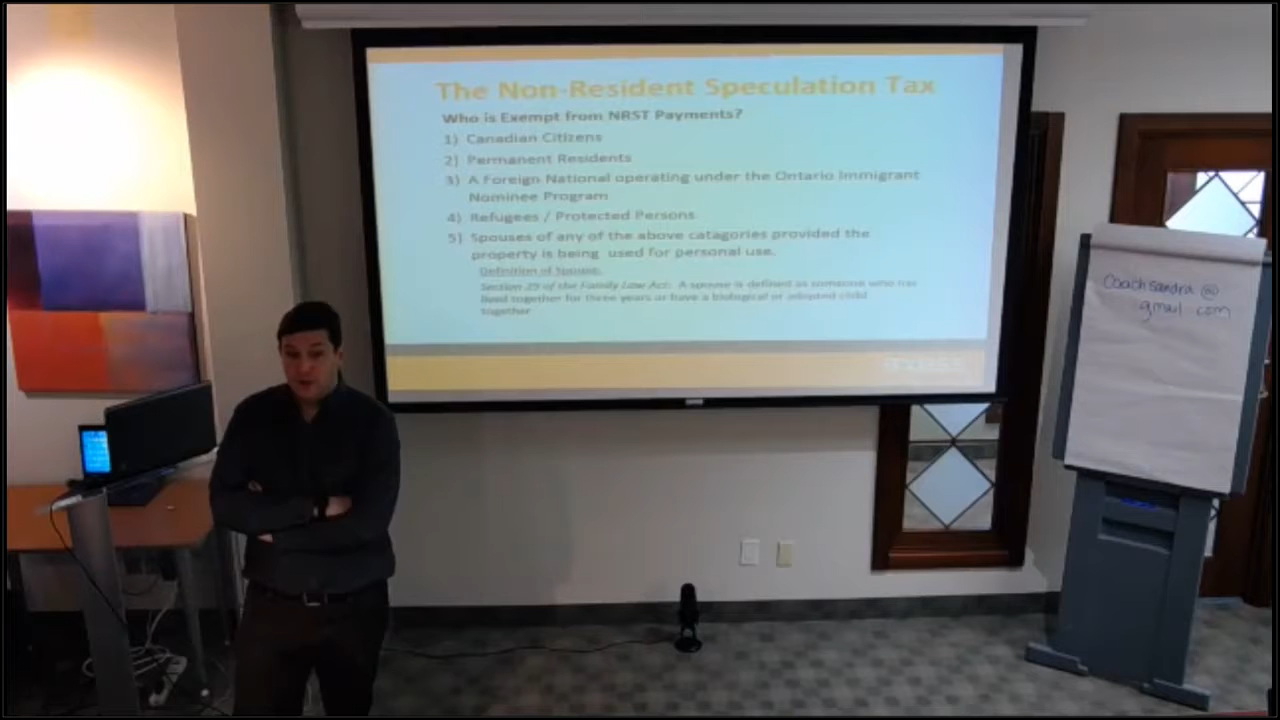 The Non-Resident Speculation Tax
Who is Exempt from NRST Payments?
1) Canadian Citizens
2) Permanent Residents
3) A Foreign National operating under the Ontario Immigrant
Nominee Program
4) Refugees / Protected Persons
5) Spouses of any of the above catagories provided the
property is being used for personal use.
Definition of Spouse.
Section 29 of the Family Law Act: A spouse is defined as someone who has
lived together for three years or have a biological or adopted child
together
Coachsandra@
gmail com